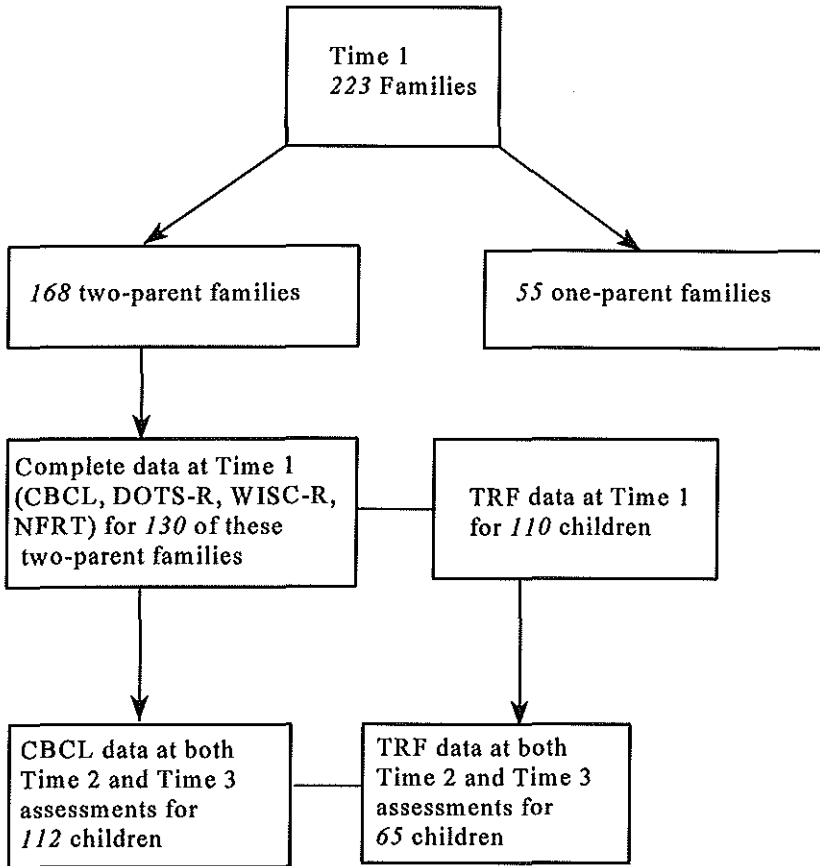 Time 1
223 Families
168 two-parent families
55 one-parent families
Complete data at Time 1
(CBCL, DOTS-R, WISC-R,
NFRT) for 130 of these
two-parent families
TRF data at Time 1
for 110 children
CBCL data at both
Time 2 and Time 3
assessments for
112 children
TRF data at both
Time 2 and Time 3
assessments for
65 children